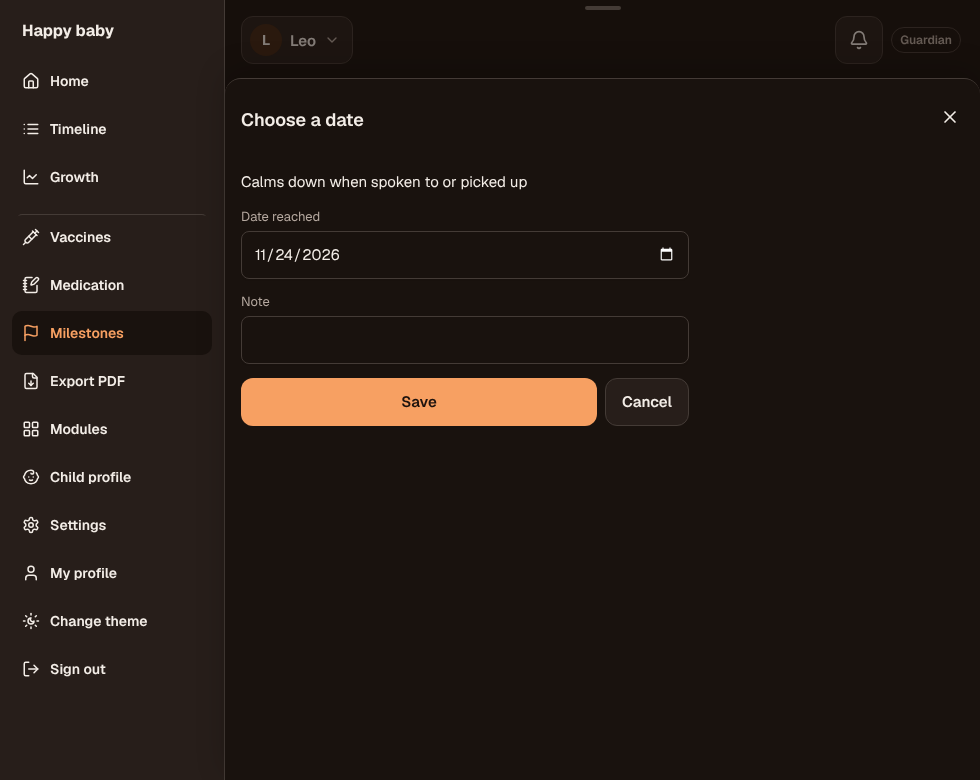 Happy baby
Home
Timeline
Growth
Vaccines
Medication
Milestones
Export PDF
Modules
Child profile
Settings
My profile
Change theme
Sign out
L Leo
Guardian
Choose a date
Calms down when spoken to or picked up
Date reached
11/24/2026
Note
Save
Cancel